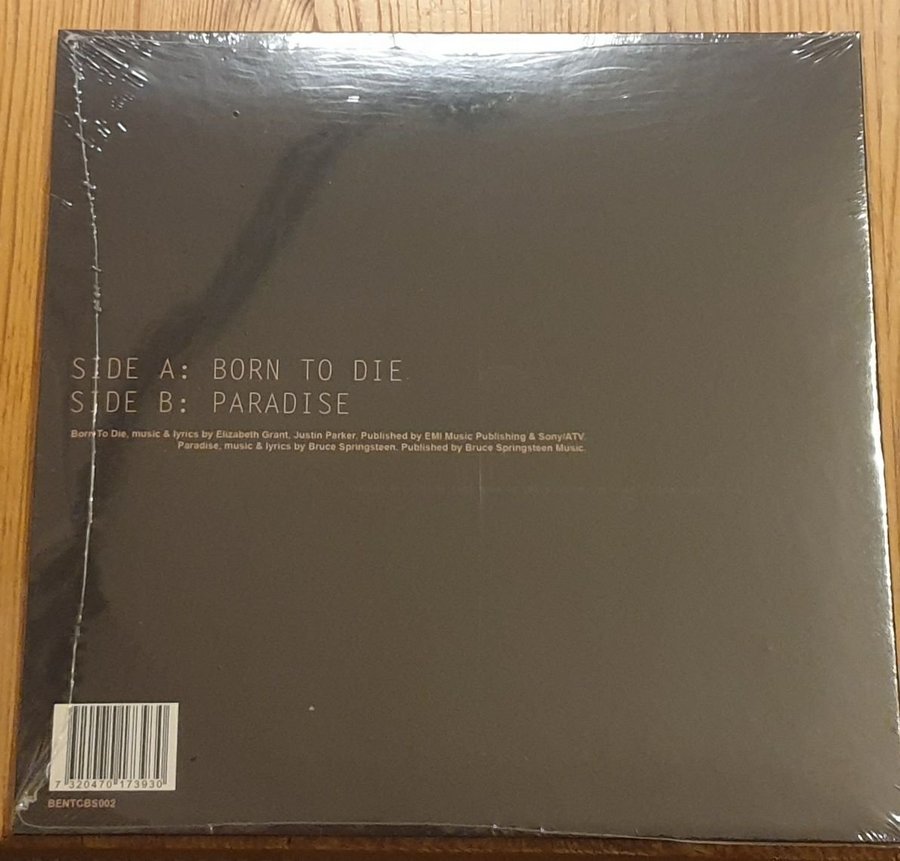 SIDE A: BORN TO DIE
SIDE B: PARADISE
Born To Die, music & lyrics by Elizabeth Grant, Justin Parker. Published by EMI Music Publishing & Sony/ATV.
Paradise, music & lyrics by Bruce Springsteen. Published by Bruce Springsteen Music.
7 320470 173930
BENTCBS002